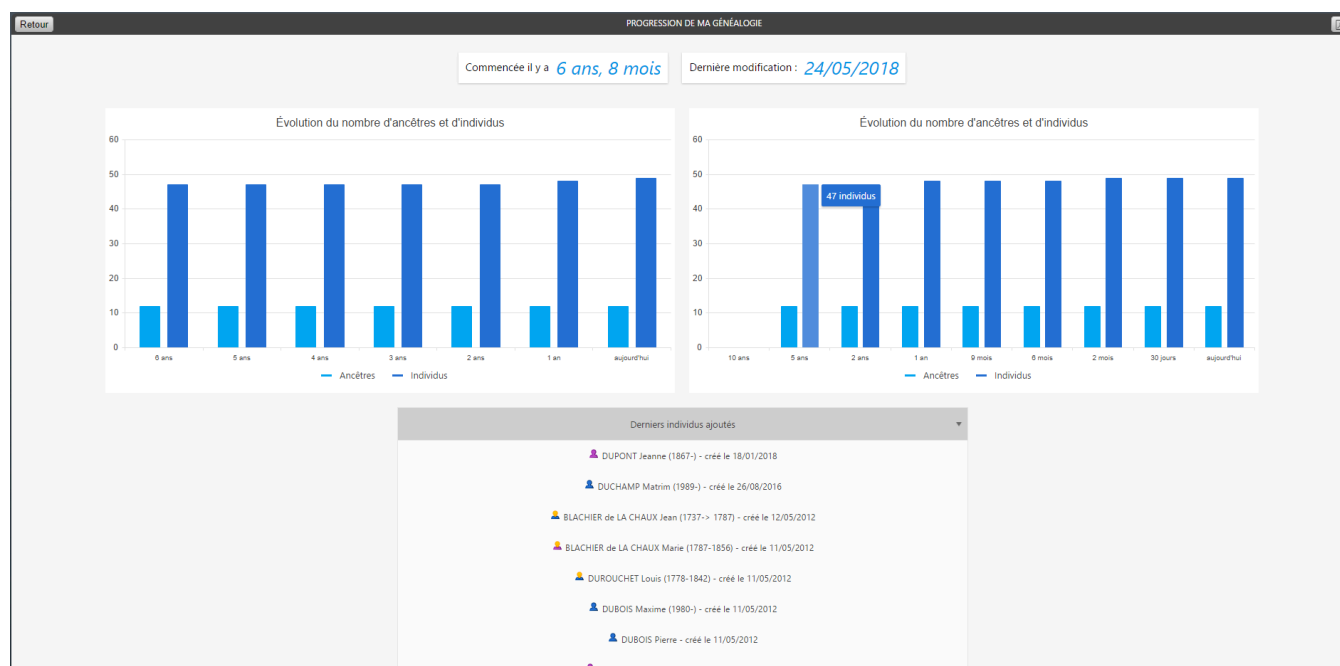 Retour
PROGRESSION DE MA GÉNÉALOGIE
Commencée il y a 6 ans, 8 mois
Dernière modification : 24/05/2018
Évolution du nombre d'ancêtres et d'individus
60
50
40
30
20
10
0
6 ans 5 ans 4 ans 3 ans 2 ans 1 an aujourd'hui
Ancêtres Individus
Évolution du nombre d'ancêtres et d'individus
60
50
40
30
20
10
0
47 individus
10 ans 5 ans 2 ans 1 an 9 mois 6 mois 2 mois 30 jours aujourd'hui
Ancêtres Individus
Derniers individus ajoutés
DUPONT Jeanne (1867-) - créé le 18/01/2018
DUCHAMP Matrim (1989-) - créé le 26/08/2016
BLACHIER de LA CHAUX Jean (1737-> 1787) - créé le 12/05/2012
BLACHIER de LA CHAUX Marie (1787-1856) - créé le 11/05/2012
DUROUCHET Louis (1778-1842) - créé le 11/05/2012
DUBOIS Maxime (1980-) - créé le 11/05/2012
DUBOIS Pierre - créé le 11/05/2012